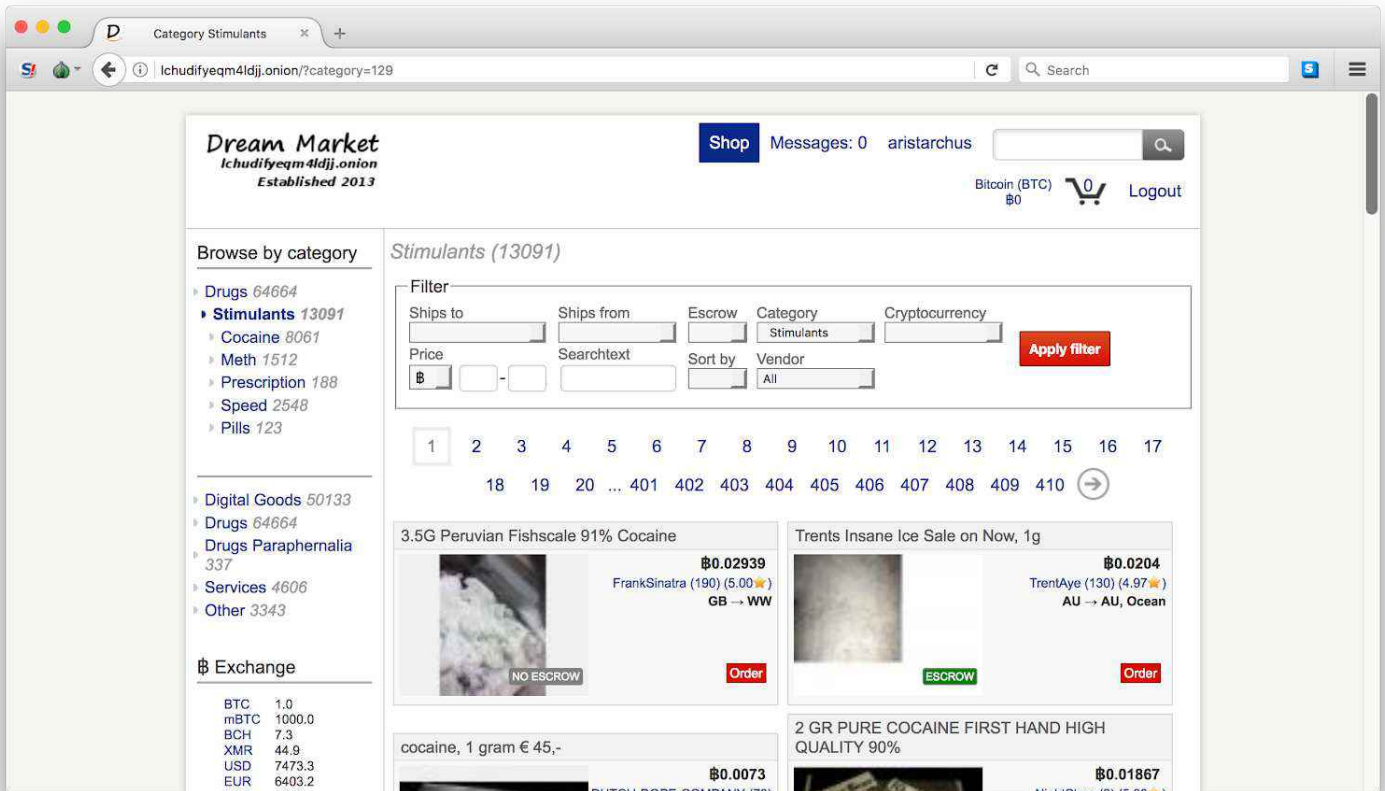 Category Stimulants
lchudifyeqm4ldjj.onion/?category=129
Search
Dream Market
lchudifyeqm4ldjj.onion
Established 2013
Shop Messages: 0 aristarchus
Bitcoin (BTC)
฿0
0
Logout
Browse by category
Drugs 64664
Stimulants 13091
Cocaine 8061
Meth 1512
Prescription 188
Speed 2548
Pills 123
Digital Goods 50133
Drugs 64664
Drugs Paraphernalia
337
Services 4606
Other 3343
฿ Exchange
BTC 1.0
mBTC 1000.0
BCH 7.3
XMR 44.9
USD 7473.3
EUR 6403.2
Stimulants (13091)
Filter
Ships to Ships from Escrow Category Cryptocurrency
Stimulants
Apply filter
Price Searchtext Sort by Vendor
฿ - All
1 2 3 4 5 6 7 8 9 10 11 12 13 14 15 16 17
18 19 20 ... 401 402 403 404 405 406 407 408 409 410
3.5G Peruvian Fishscale 91% Cocaine
฿0.02939
FrankSinatra (190) (5.00★)
GB → WW
NO ESCROW
Order
Trents Insane Ice Sale on Now, 1g
฿0.0204
TrentAye (130) (4.97★)
AU → AU, Ocean
ESCROW
Order
cocaine, 1 gram € 45,-
฿0.0073
2 GR PURE COCAINE FIRST HAND HIGH
QUALITY 90%
฿0.01867